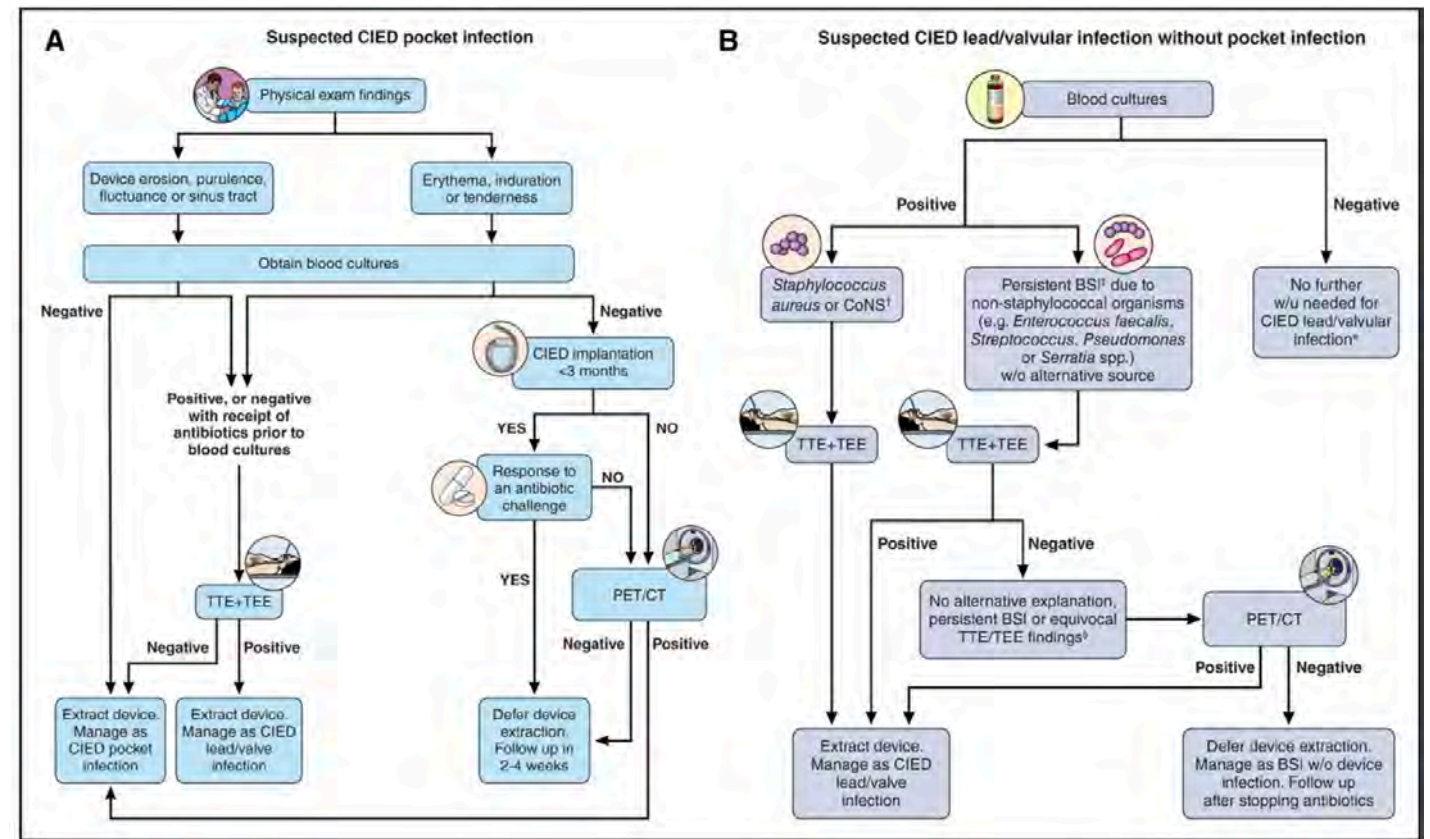 A
Suspected CIED pocket infection
Physical exam findings
Device erosion, purulence,
fluctuance or sinus tract
Erythema, induration
or tenderness
Obtain blood cultures
Negative
Negative
CIED implantation
<3 months
Positive, or negative
with receipt of
antibiotics prior to
blood cultures
YES
NO
Response to
an antibiotic
challenge
NO
YES
PET/CT
TTE+TEE
Negative
Positive
Negative
Positive
Extract device.
Manage as
CIED pocket
infection
Extract device.
Manage as CIED
lead/valve
infection
Defer device
extraction.
Follow up in
2-4 weeks
B
Suspected CIED lead/valvular infection without pocket infection
Blood cultures
Positive
Negative
Staphylococcus
aureus or CoNS†
Persistent BSI‡ due to
non-staphylococcal organisms
(e.g. Enterococcus faecalis,
Streptococcus, Pseudomonas
or Serratia spp.)
w/o alternative source
No further
w/u needed for
CIED lead/valvular
infection*
TTE+TEE
TTE+TEE
Positive
Negative
No alternative explanation,
persistent BSI or equivocal
TTE/TEE findings§
PET/CT
Positive
Negative
Extract device.
Manage as CIED
lead/valve
infection
Defer device extraction.
Manage as BSI w/o device
infection. Follow up
after stopping antibiotics